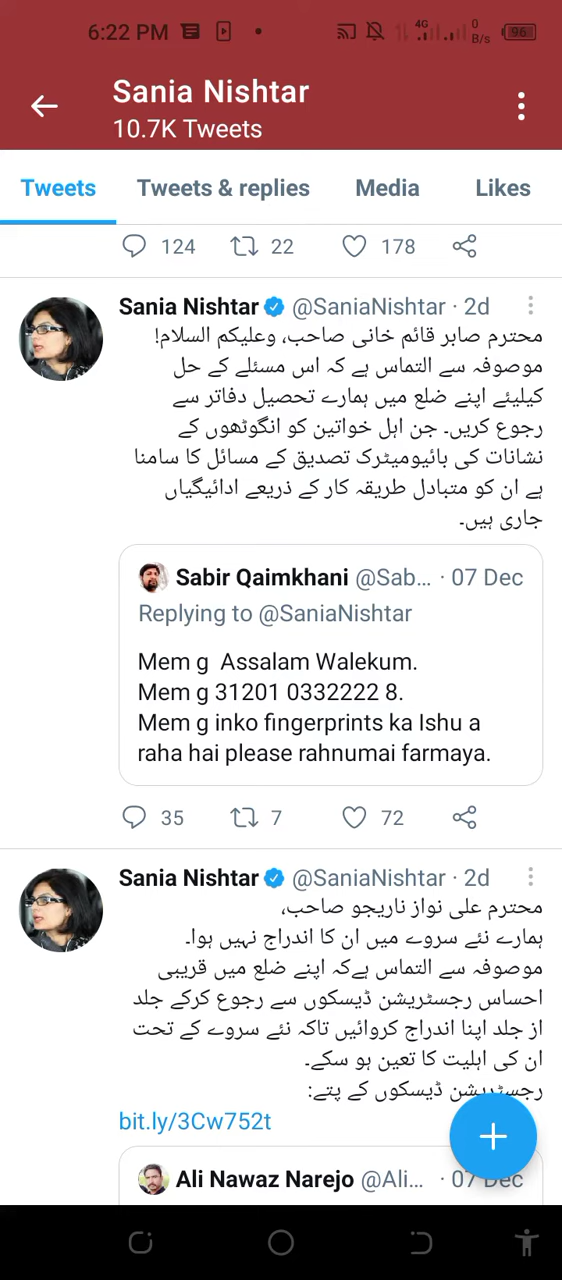 6:22 PM
4G
0 B/s
96
Sania Nishtar
10.7K Tweets
Tweets Tweets & replies Media Likes
124 22 178
Sania Nishtar @SaniaNishtar · 2d
محترم صابر قائم خانی صاحب، وعلیکم السلام!
موصوفہ سے التماس ہے کہ اس مسئلے کے حل
کیلیئے اپنے ضلع میں ہمارے تحصیل دفاتر سے
رجوع کریں۔ جن اہل خواتین کو انگوٹھوں کے
نشانات کی بائیومیٹرک تصدیق کے مسائل کا سامنا
ہے ان کو متبادل طریقہ کار کے ذریعے ادائیگیاں
جاری ہیں۔
Sabir Qaimkhani @Sab... · 07 Dec
Replying to @SaniaNishtar
Mem g Assalam Walekum.
Mem g 31201 0332222 8.
Mem g inko fingerprints ka Ishu a
raha hai please rahnumai farmaya.
35 7 72
Sania Nishtar @SaniaNishtar · 2d
محترم علی نواز ناریجو صاحب،
ہمارے نئے سروے میں ان کا اندراج نہیں ہوا۔
موصوفہ سے التماس ہےکہ اپنے ضلع میں قریبی
احساس رجسٹریشن ڈیسکوں سے رجوع کرکے جلد
از جلد اپنا اندراج کروائیں تاکہ نئے سروے کے تحت
ان کی اہلیت کا تعین ہو سکے۔
رجسٹریشن ڈیسکوں کے پتے:
bit.ly/3Cw752t
Ali Nawaz Narejo @Ali... · 07 Dec